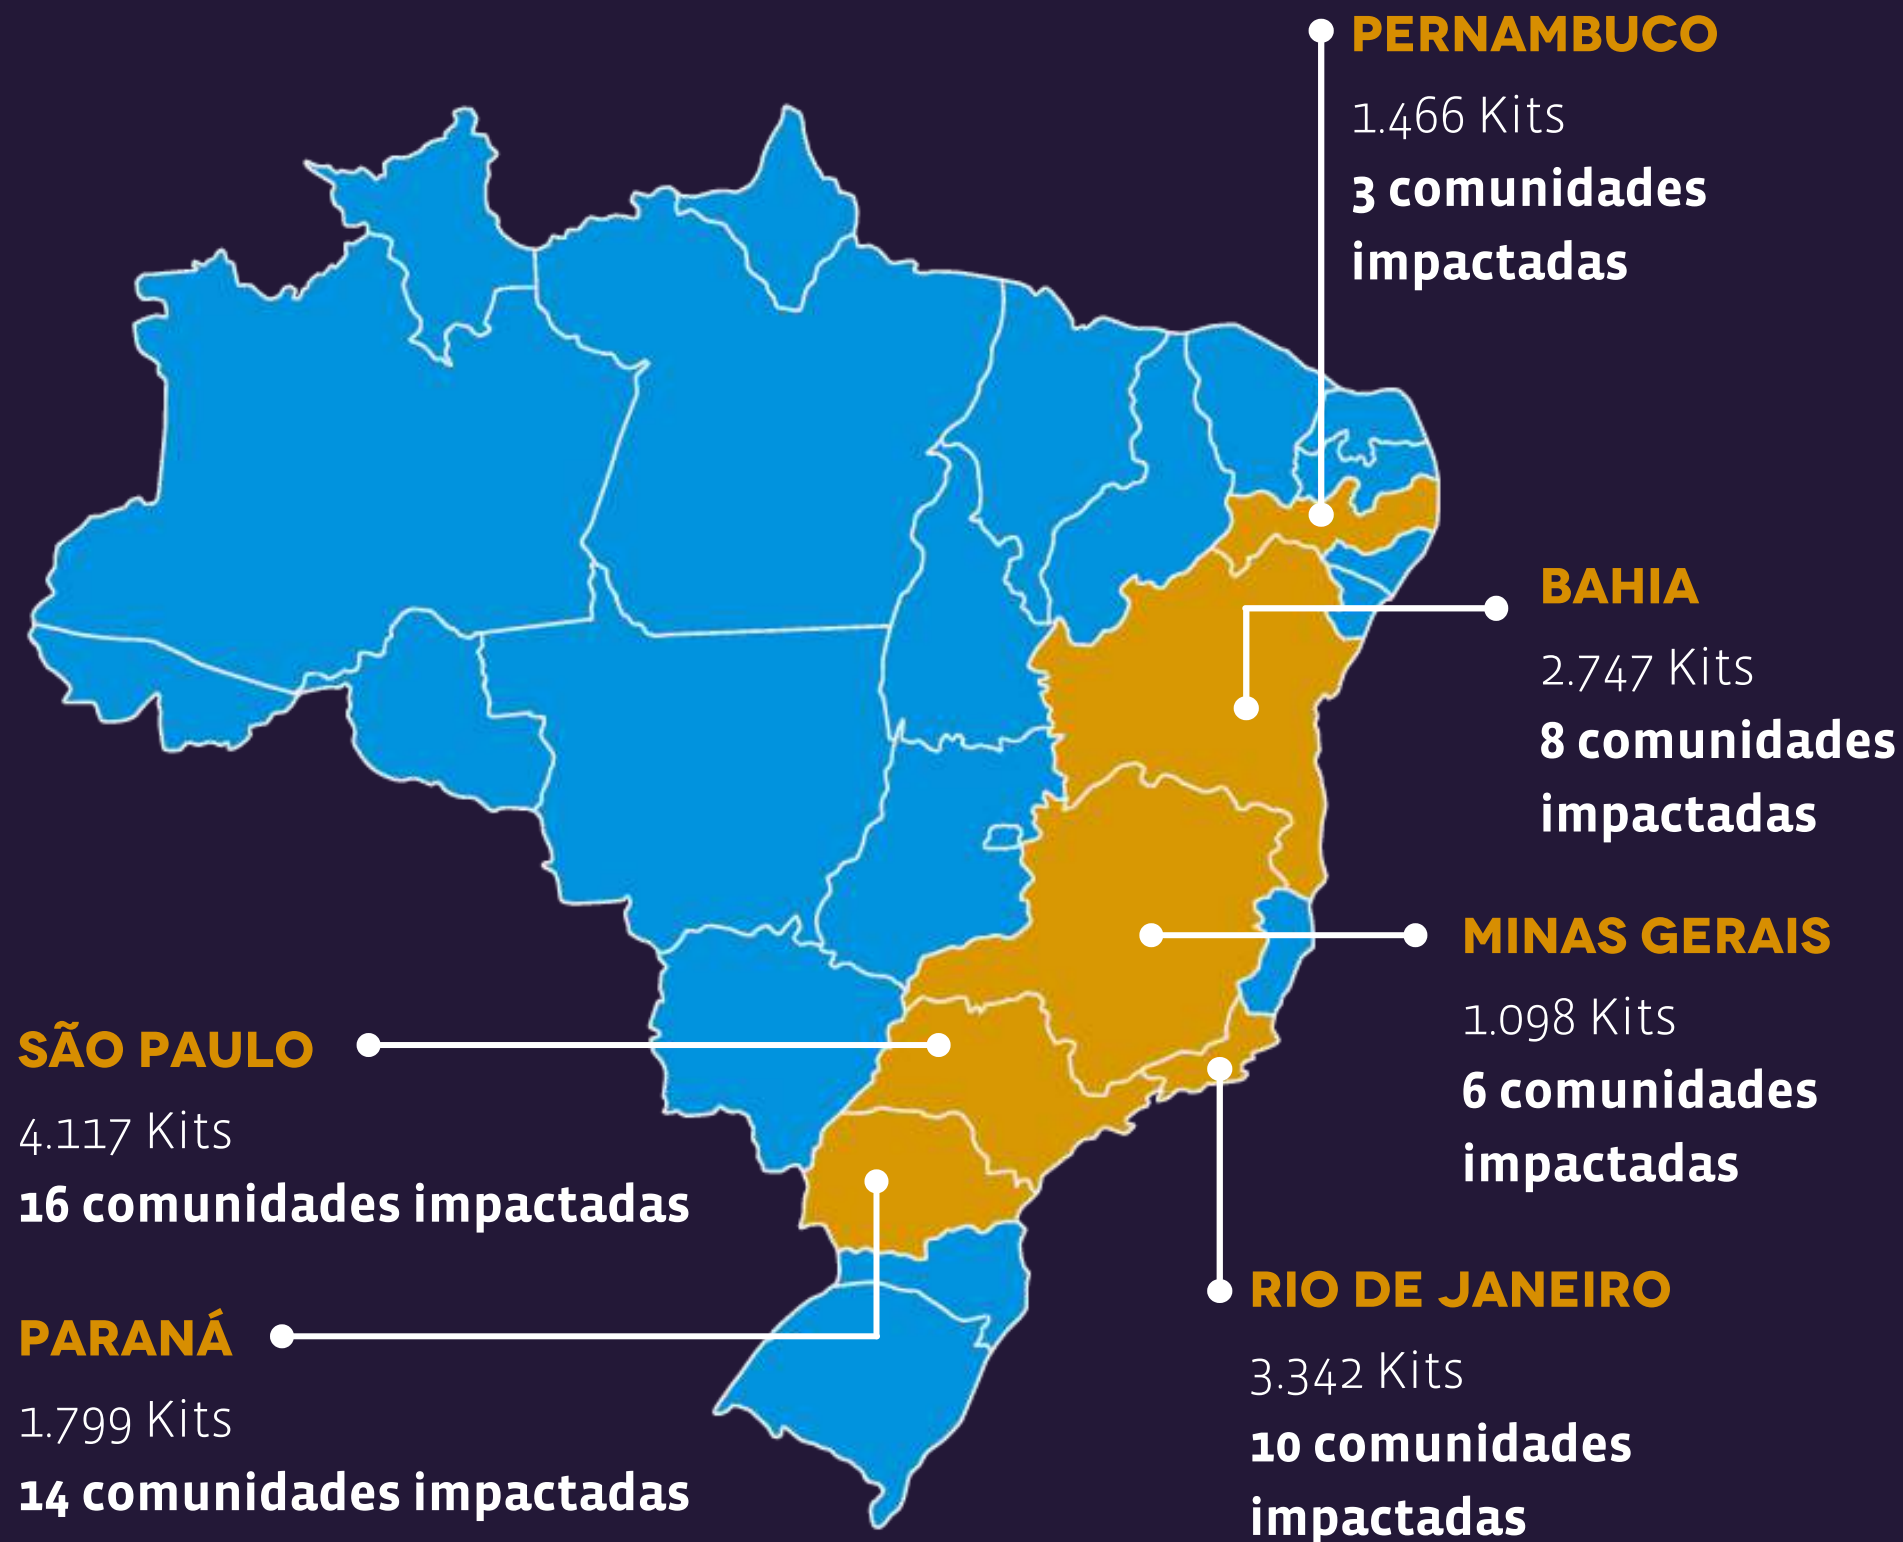 PERNAMBUCO
1.466 Kits
3 comunidades
impactadas
BAHIA
2.747 Kits
8 comunidades
impactadas
MINAS GERAIS
1.098 Kits
6 comunidades
impactadas
SÃO PAULO
4.117 Kits
16 comunidades impactadas
RIO DE JANEIRO
3.342 Kits
10 comunidades
impactadas
PARANÁ
1.799 Kits
14 comunidades impactadas